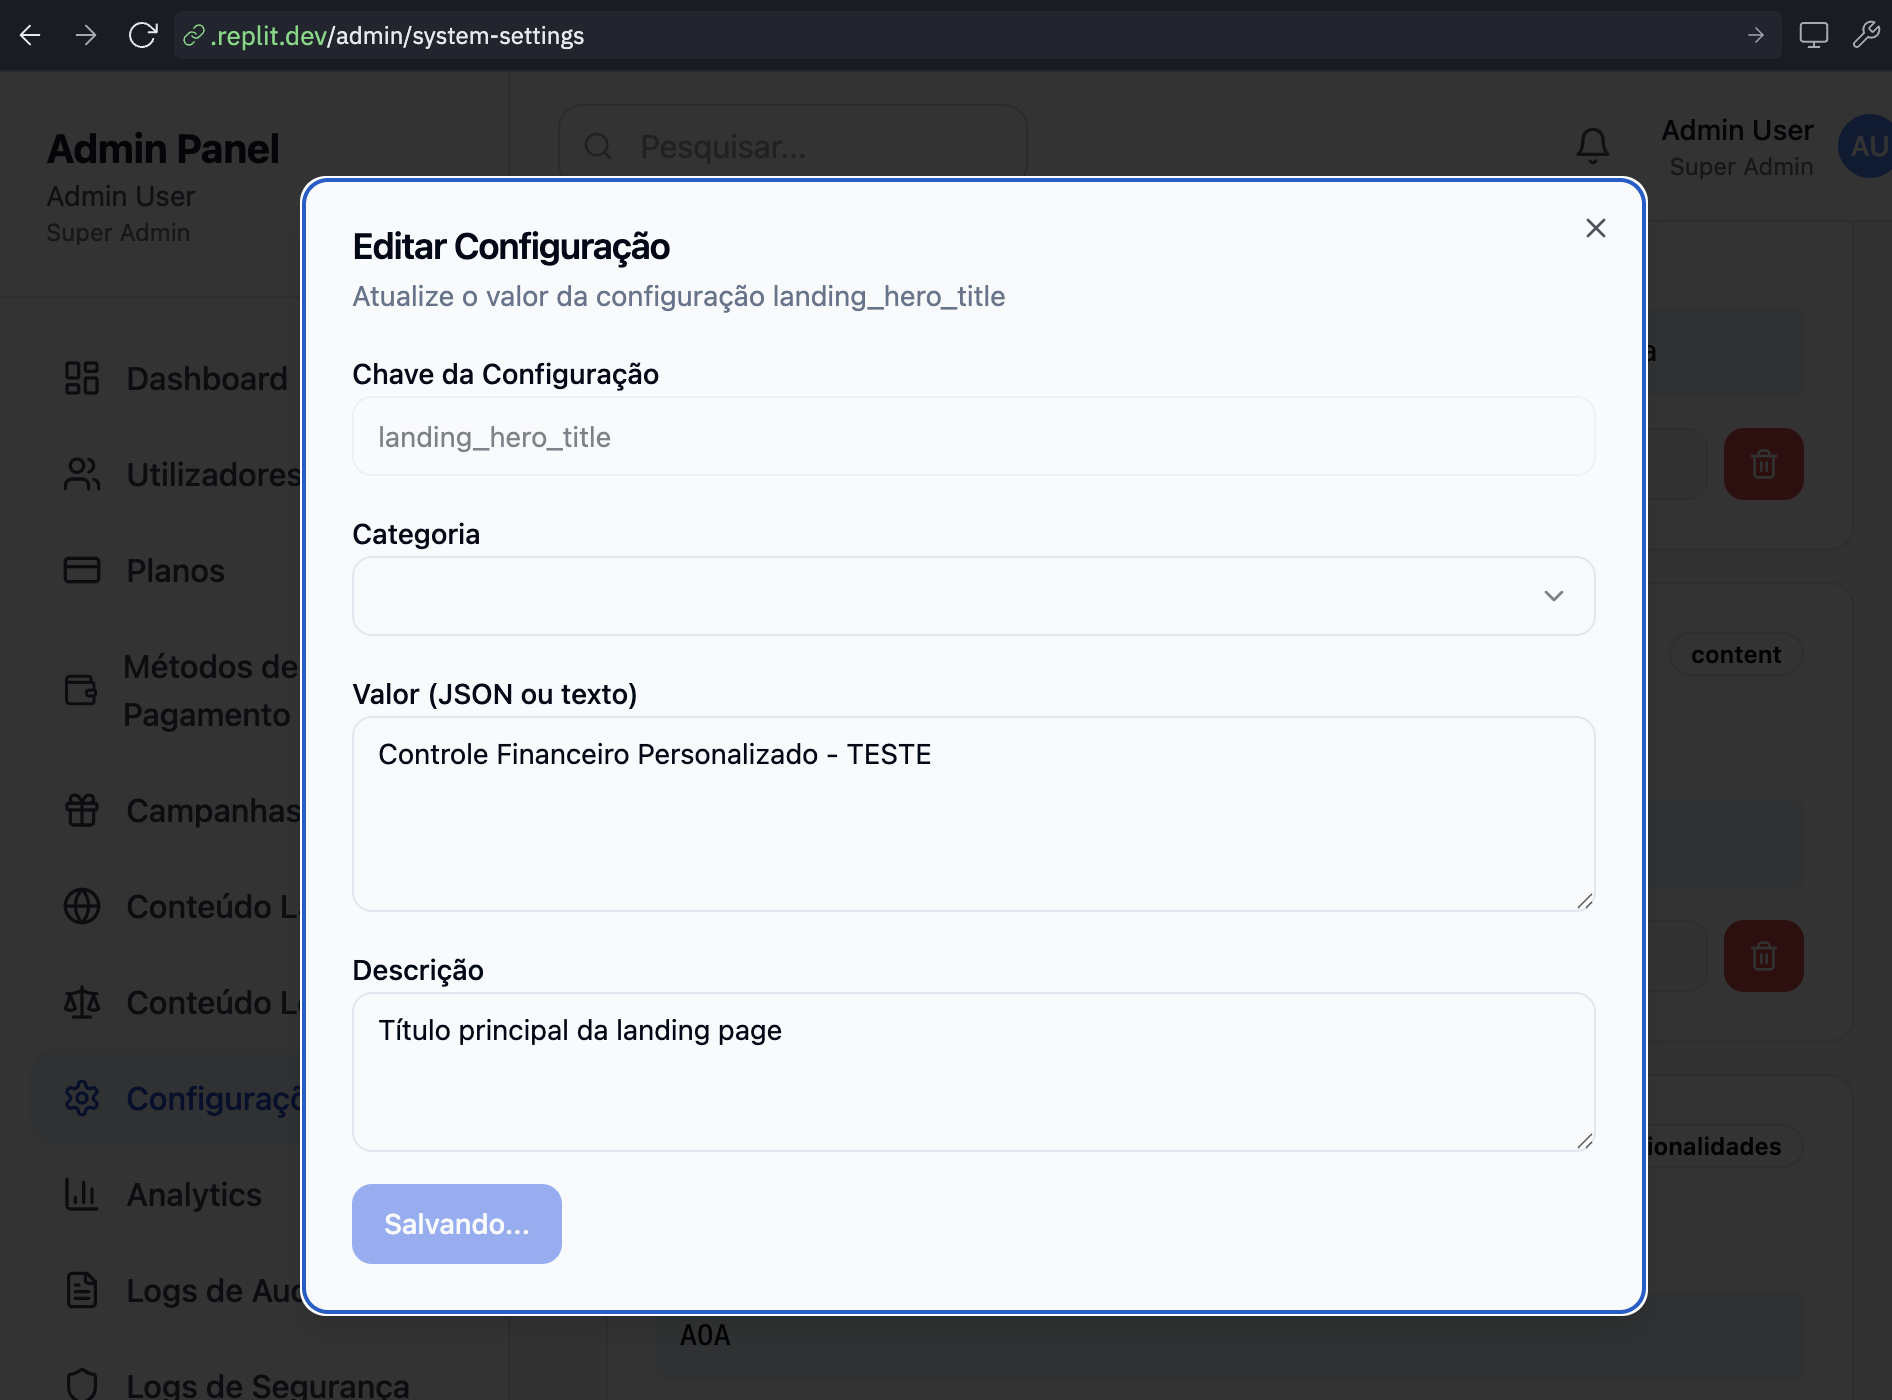 .replit.dev/admin/system-settings
Admin Panel
Admin User
Super Admin
Pesquisar...
Admin User
Super Admin
AU
Dashboard
Utilizadores
Planos
Métodos de
Pagamento
Campanhas
Conteúdo
Conteúdo
Configuraçõ
Analytics
Logs de Aud
Logs de Segurança
Editar Configuração
Atualize o valor da configuração landing_hero_title
Chave da Configuração
landing_hero_title
Categoria
Valor (JSON ou texto)
Controle Financeiro Personalizado - TESTE
Descrição
Título principal da landing page
Salvando...
a
content
ionalidades